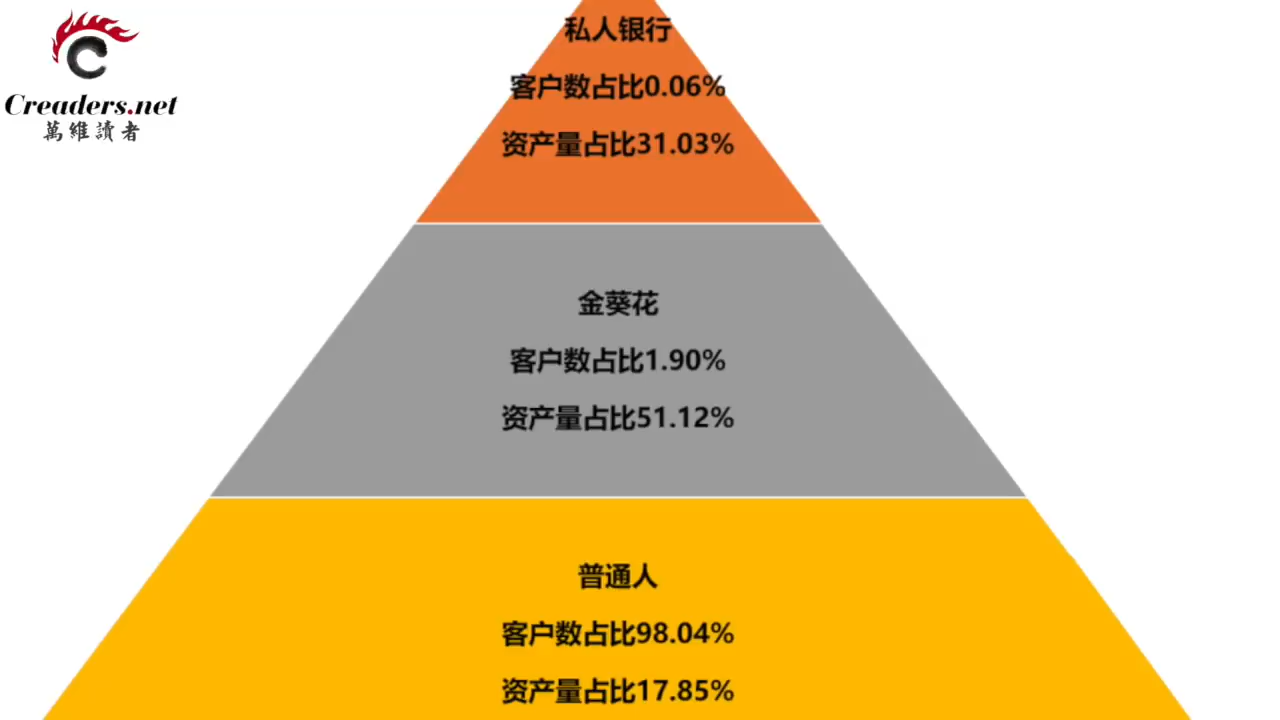 Creaders.net
萬維讀者
私人银行
客户数占比0.06%
资产量占比31.03%
金葵花
客户数占比1.90%
资产量占比51.12%
普通人
客户数占比98.04%
资产量占比17.85%